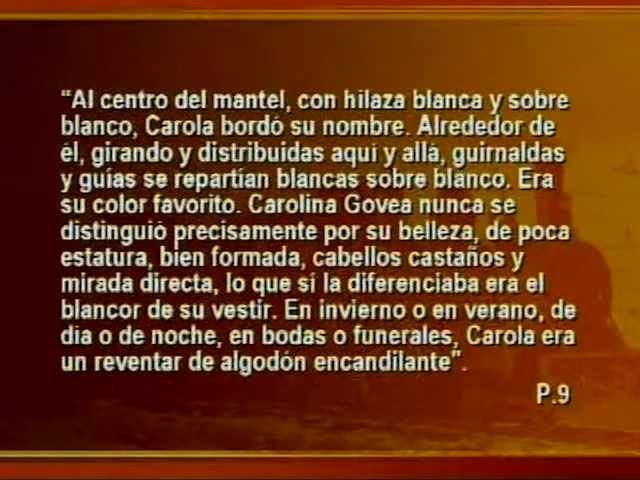 “Al centro del mantel, con hilaza blanca y sobre
blanco, Carola bordó su nombre. Alrededor de
él, girando y distribuidas aquí y allá, guirnaldas
y guías se repartían blancas sobre blanco. Era
su color favorito. Carolina Govea nunca se
distinguió precisamente por su belleza, de poca
estatura, bien formada, cabellos castaños y
mirada directa, lo que sí la diferenciaba era el
blancor de su vestir. En invierno o en verano, de
día o de noche, en bodas o funerales, Carola era
un reventar de algodón encandilante”.
P.9